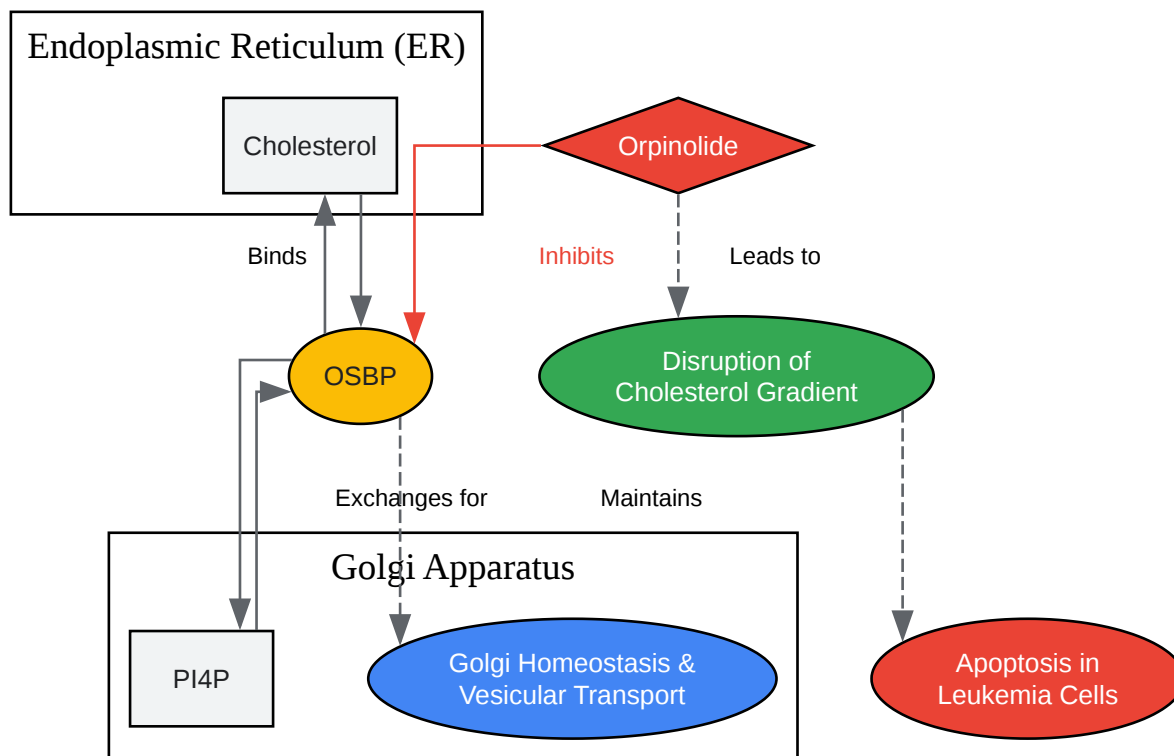 Endoplasmic Reticulum (ER)
Cholesterol
Orpinolide
Binds
Inhibits
Leads to
OSBP
Disruption of
Cholesterol Gradient
Exchanges for
Maintains
Golgi Apparatus
PI4P
Golgi Homeostasis &
Vesicular Transport
Apoptosis in
Leukemia Cells